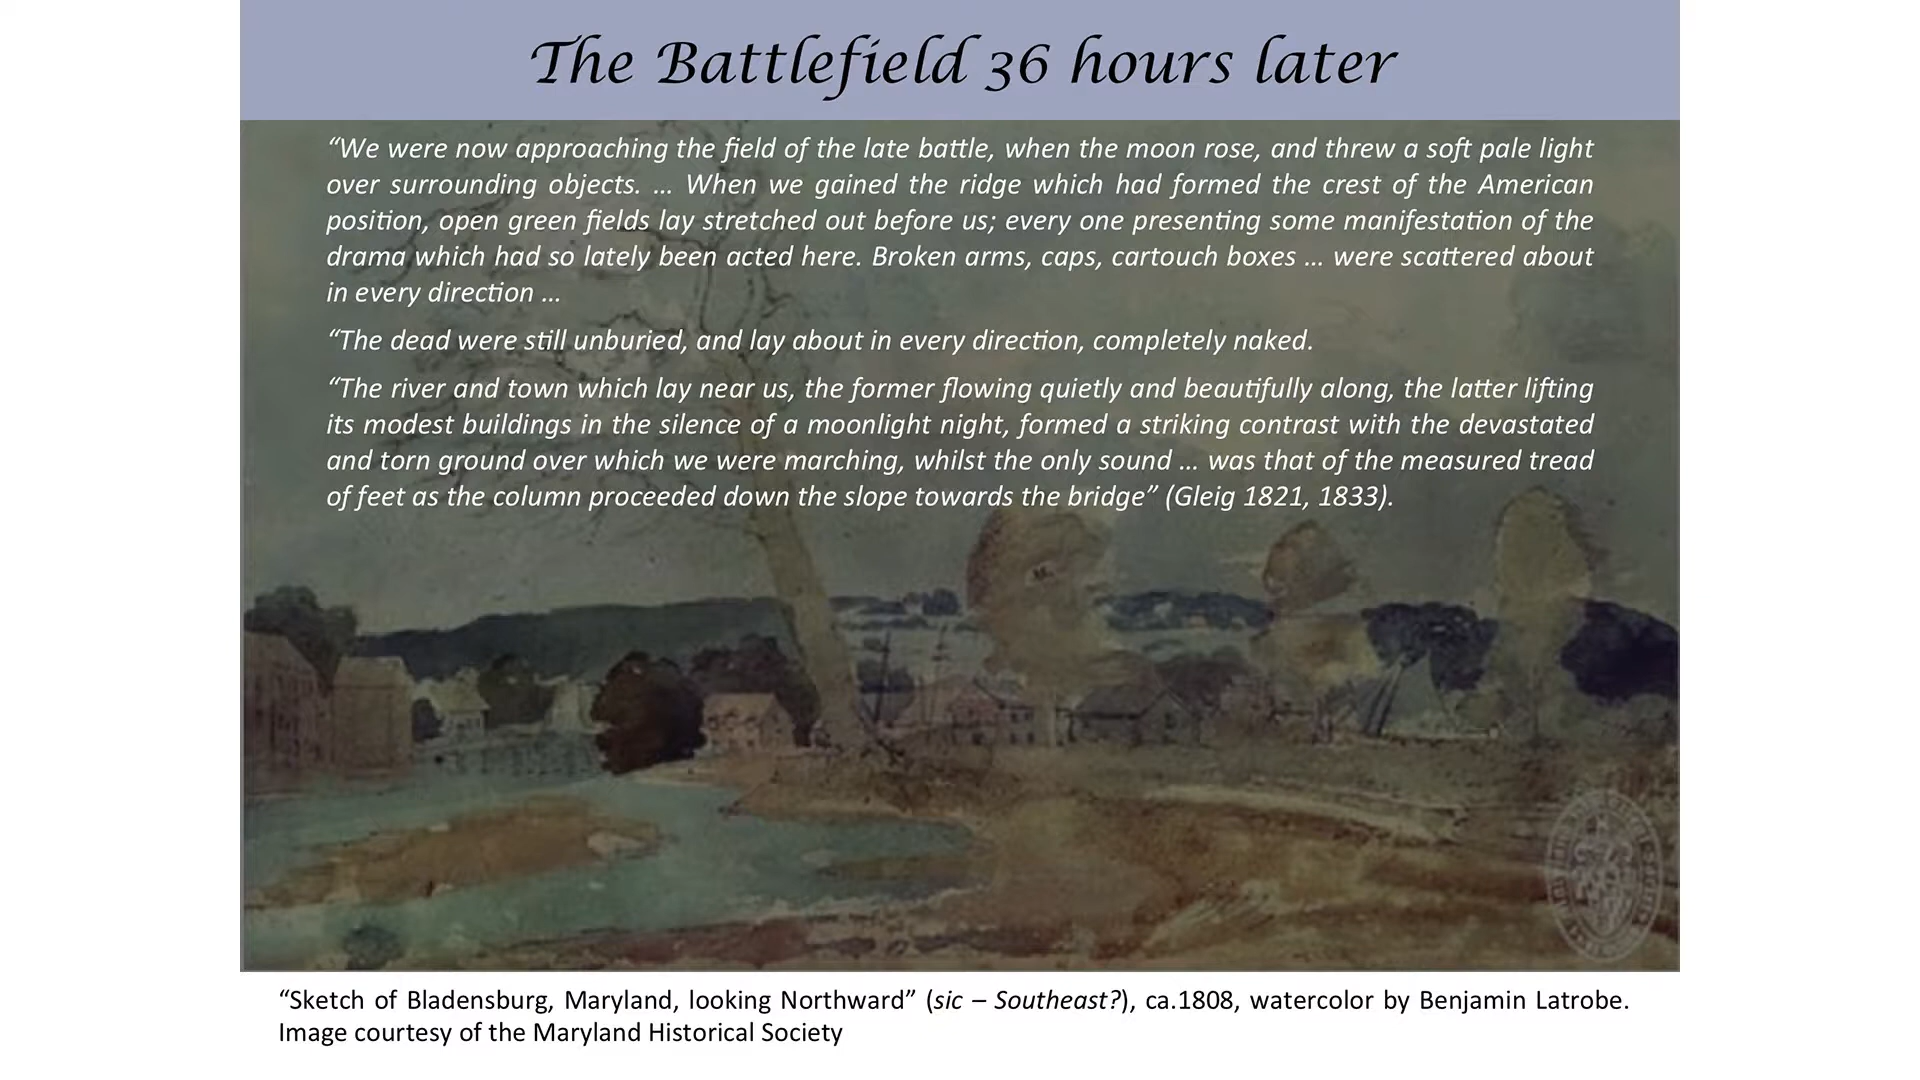 The Battlefield 36 hours later
“We were now approaching the field of the late battle, when the moon rose, and threw a soft pale light
over surrounding objects. … When we gained the ridge which had formed the crest of the American
position, open green fields lay stretched out before us; every one presenting some manifestation of the
drama which had so lately been acted here. Broken arms, caps, cartouch boxes … were scattered about
in every direction …
“The dead were still unburied, and lay about in every direction, completely naked.
“The river and town which lay near us, the former flowing quietly and beautifully along, the latter lifting
its modest buildings in the silence of a moonlight night, formed a striking contrast with the devastated
and torn ground over which we were marching, whilst the only sound … was that of the measured tread
of feet as the column proceeded down the slope towards the bridge” (Gleig 1821, 1833).
“Sketch of Bladensburg, Maryland, looking Northward” (sic – Southeast?), ca.1808, watercolor by Benjamin Latrobe.
Image courtesy of the Maryland Historical Society